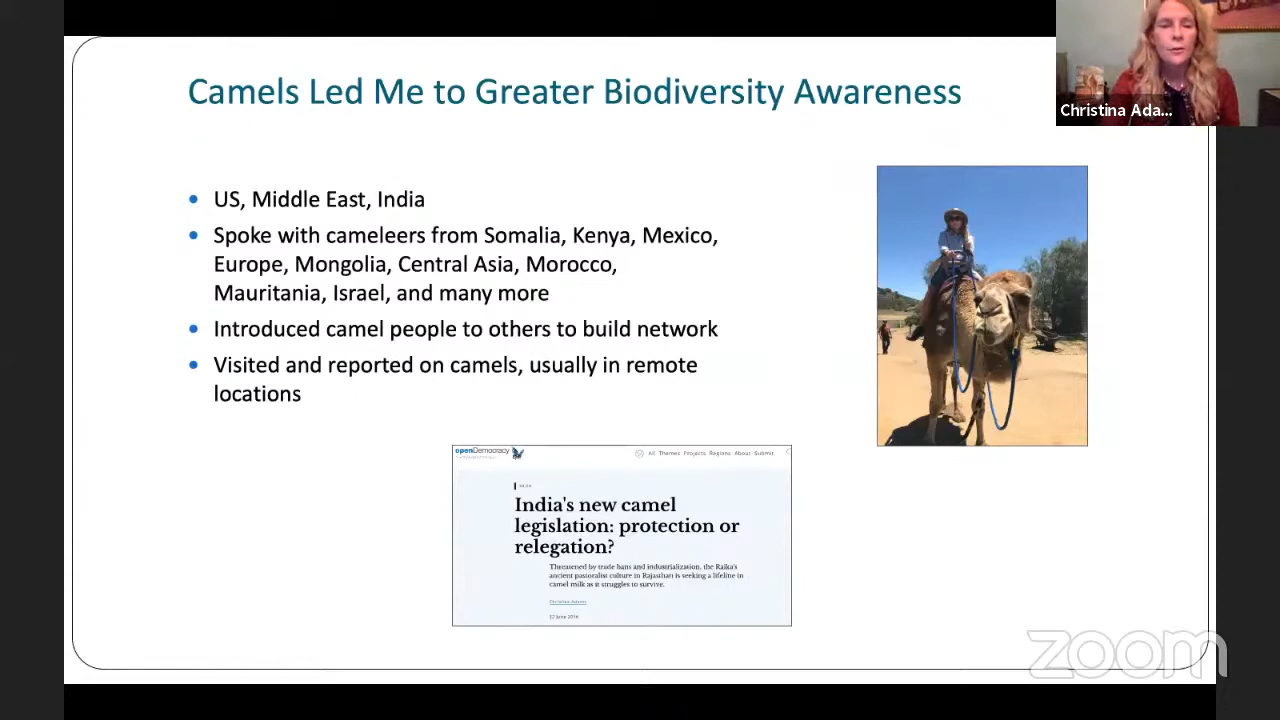 Camels Led Me to Greater Biodiversity Awareness
Christina Ada...
• US, Middle East, India
• Spoke with cameleers from Somalia, Kenya, Mexico,
Europe, Mongolia, Central Asia, Morocco,
Mauritania, Israel, and many more
• Introduced camel people to others to build network
• Visited and reported on camels, usually in remote
locations
openDemocracy
All Themes Projects Regions About Submit
India's new camel
legislation: protection or
relegation?
Threatened by trade bans and industrialization, the Raika's
ancient pastoralist culture in Rajasthan is seeking a lifeline in
camel milk as it struggles to survive.
Christina Adams
22 June 2016
zoom